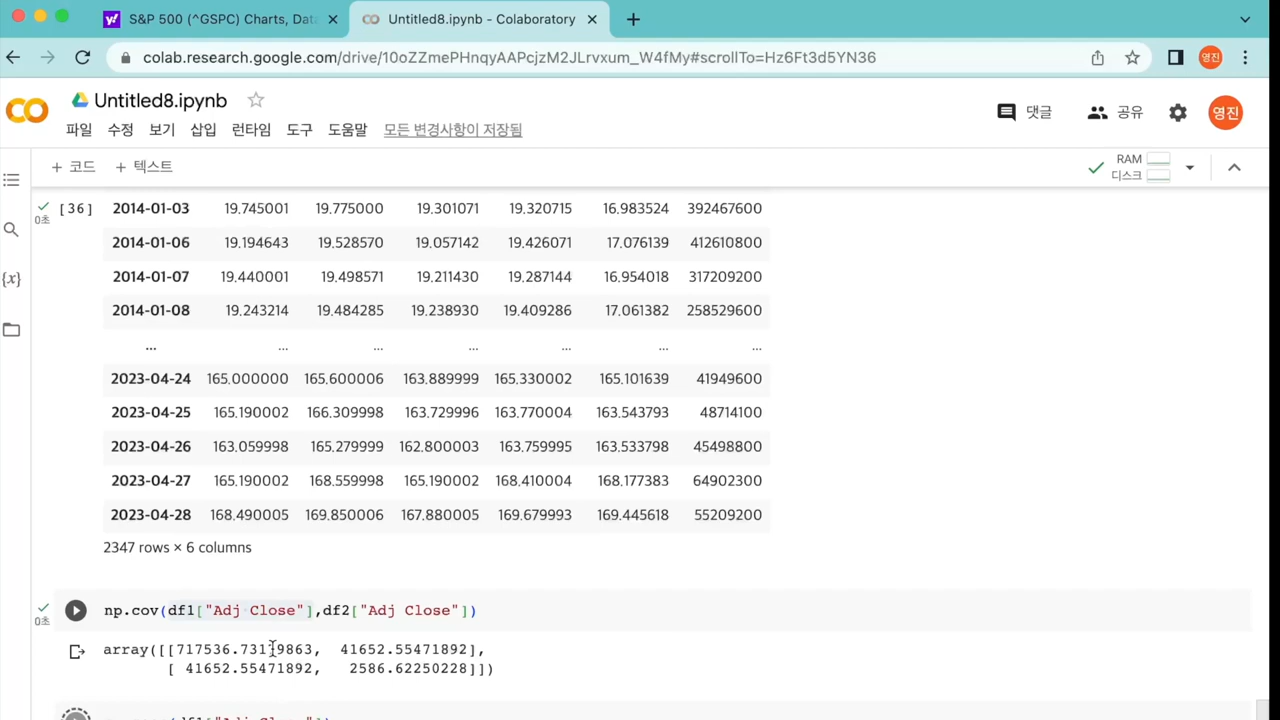 S&P 500 (^GSPC) Charts, Data
Untitled8.ipynb - Colaboratory
colab.research.google.com/drive/10oZZmePHnqyAAPcjzM2JLrvxum_W4fMy#scrollTo=Hz6Ft3d5YN36
영진
Untitled8.ipynb
댓글
공유
영진
파일 수정 보기 삽입 런타임 도구 도움말 모든 변경사항이 저장됨
+ 코드 + 텍스트
RAM
디스크
[36] 2014-01-03 19.745001 19.775000 19.301071 19.320715 16.983524 392467600
0초
2014-01-06 19.194643 19.528570 19.057142 19.426071 17.076139 412610800
2014-01-07 19.440001 19.498571 19.211430 19.287144 16.954018 317209200
{x}
2014-01-08 19.243214 19.484285 19.238930 19.409286 17.061382 258529600
... ... ... ... ... ... ...
2023-04-24 165.000000 165.600006 163.889999 165.330002 165.101639 41949600
2023-04-25 165.190002 166.309998 163.729996 163.770004 163.543793 48714100
2023-04-26 163.059998 165.279999 162.800003 163.759995 163.533798 45498800
2023-04-27 165.190002 168.559998 165.190002 168.410004 168.177383 64902300
2023-04-28 168.490005 169.850006 167.880005 169.679993 169.445618 55209200
2347 rows × 6 columns
np.cov(df1["Adj Close"],df2["Adj Close"])
0초
array([[717536.73179863, 41652.55471892],
[ 41652.55471892, 2586.62250228]])